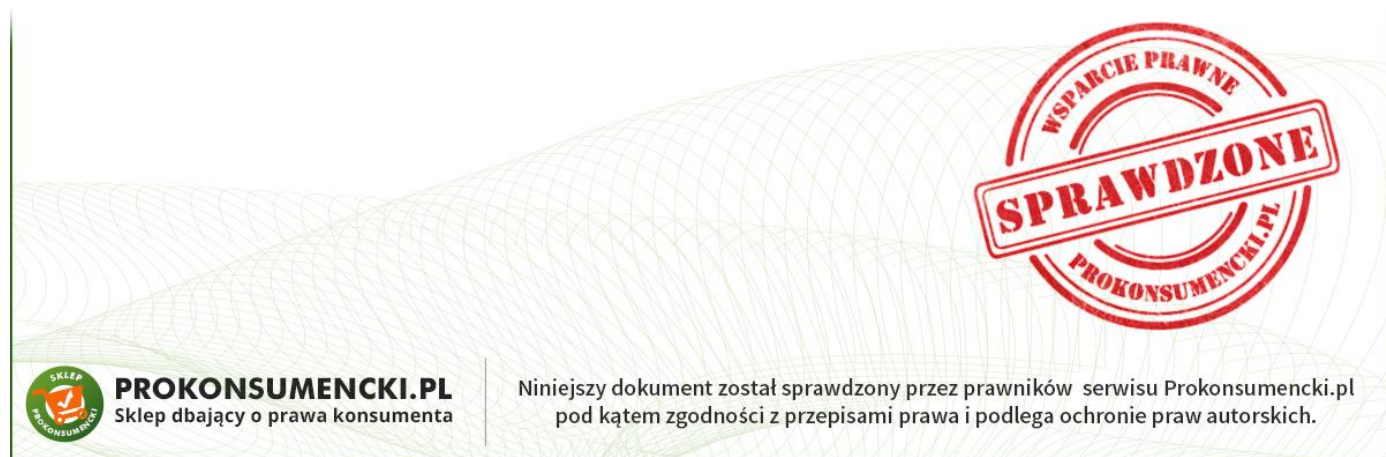 WSPARCIE PRAWNE
SPRAWDZONE
PROKONSUMENCKI.PL
SKLEP
PROKONSUMENCKI
PROKONSUMENCKI.PL
Sklep dbający o prawa konsumenta
Niniejszy dokument został sprawdzony przez prawników serwisu Prokonsumencki.pl
pod kątem zgodności z przepisami prawa i podlega ochronie praw autorskich.